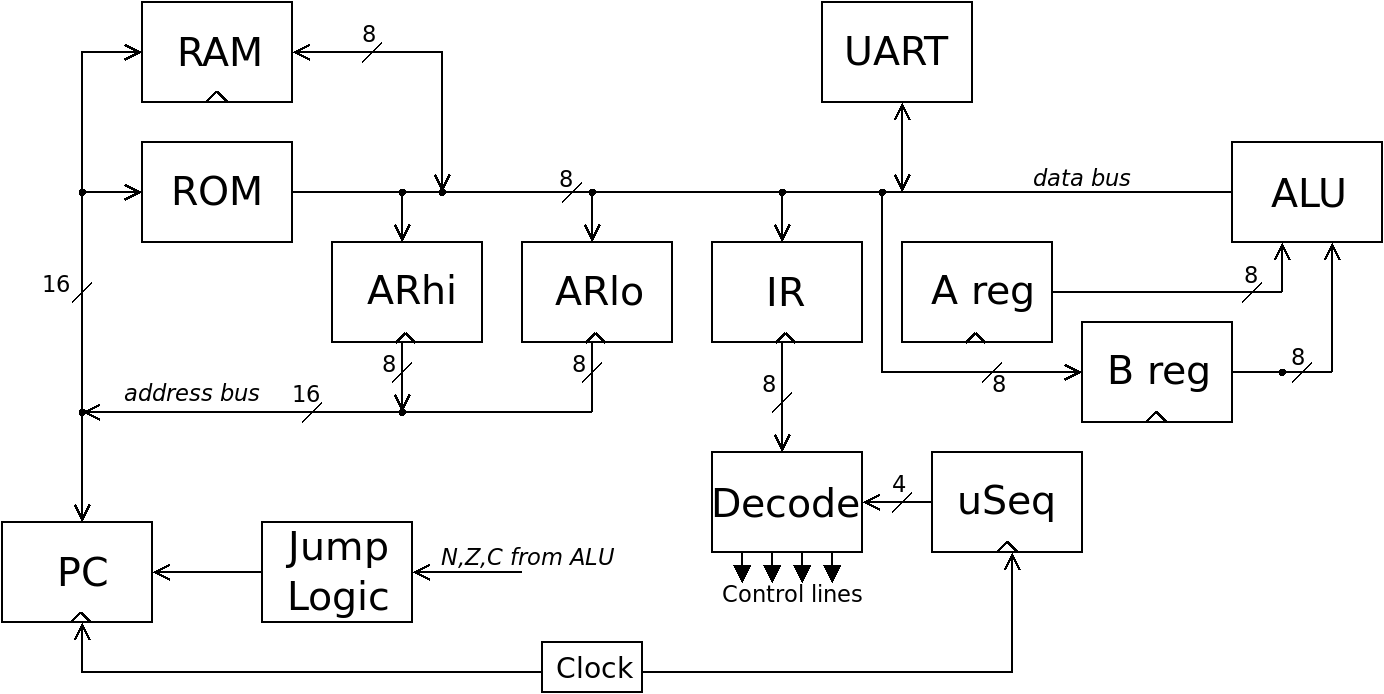 RAM
8
UART
ROM
8
data bus
ALU
16
ARhi
ARlo
IR
A reg
8
8
8
8
8
B reg
8
address bus
16
Decode
4
uSeq
PC
Jump
Logic
N,Z,C from ALU
Control lines
Clock